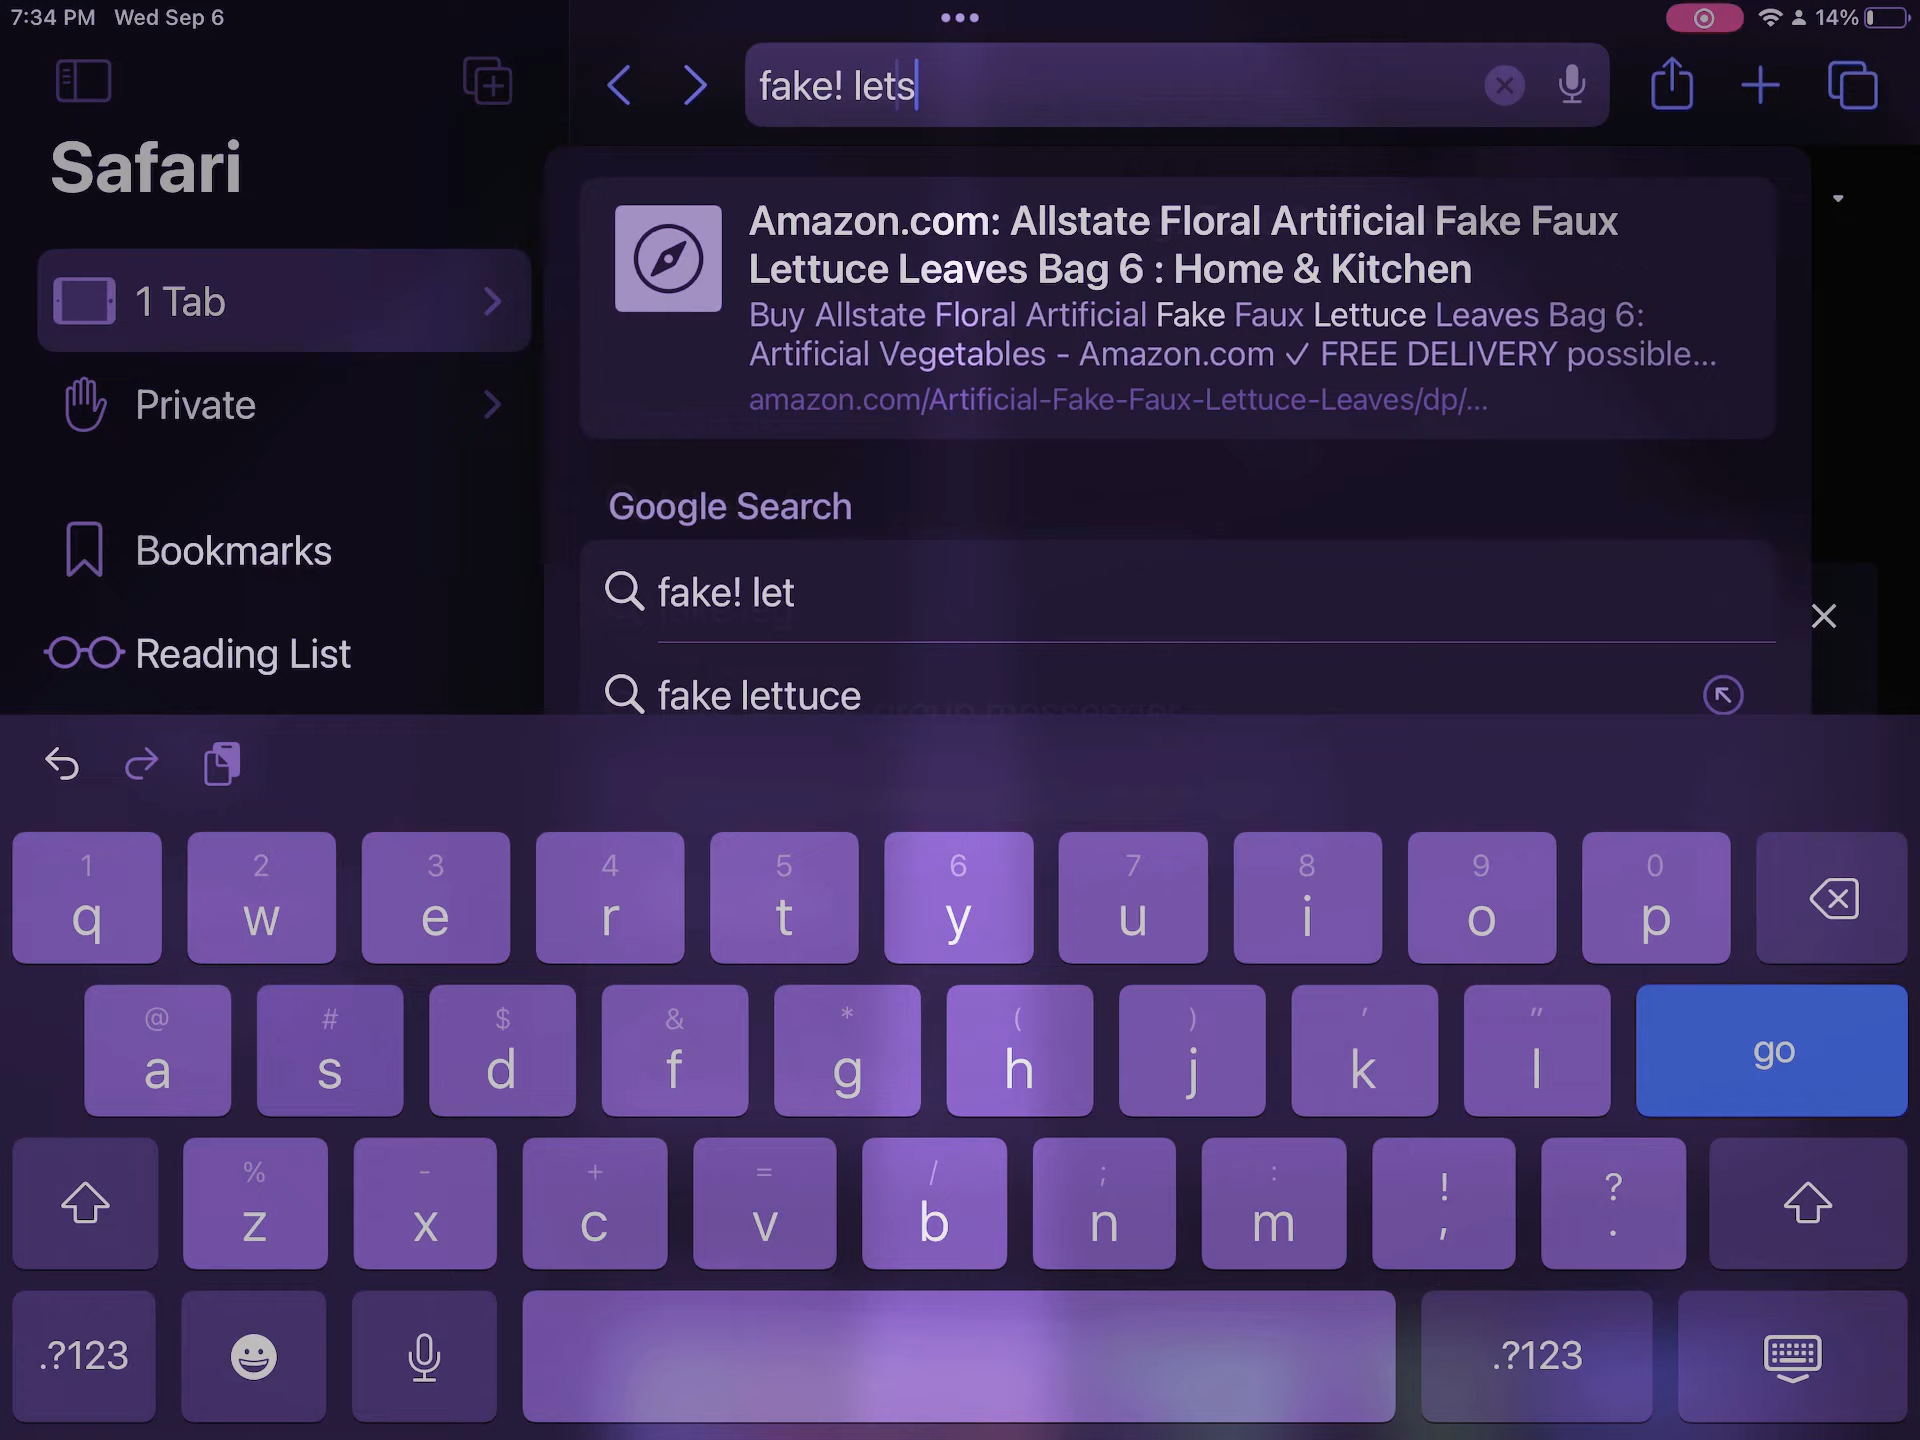 7:34 PM Wed Sep 6
14%
Safari
fake! lets
1 Tab
Private
Bookmarks
Reading List
Amazon.com: Allstate Floral Artificial Fake Faux
Lettuce Leaves Bag 6 : Home & Kitchen
Buy Allstate Floral Artificial Fake Faux Lettuce Leaves Bag 6:
Artificial Vegetables - Amazon.com ✓ FREE DELIVERY possible...
amazon.com/Artificial-Fake-Faux-Lettuce-Leaves/dp/...
Google Search
fake! let
fake lettuce
group messenger
1 2 3 4 5 6 7 8 9 0
q w e r t y u i o p
@ # $ & * ( ) ' "
a s d f g h j k l go
% - + = / ; : ! ?
z x c v b n m , .
.?123 .?123